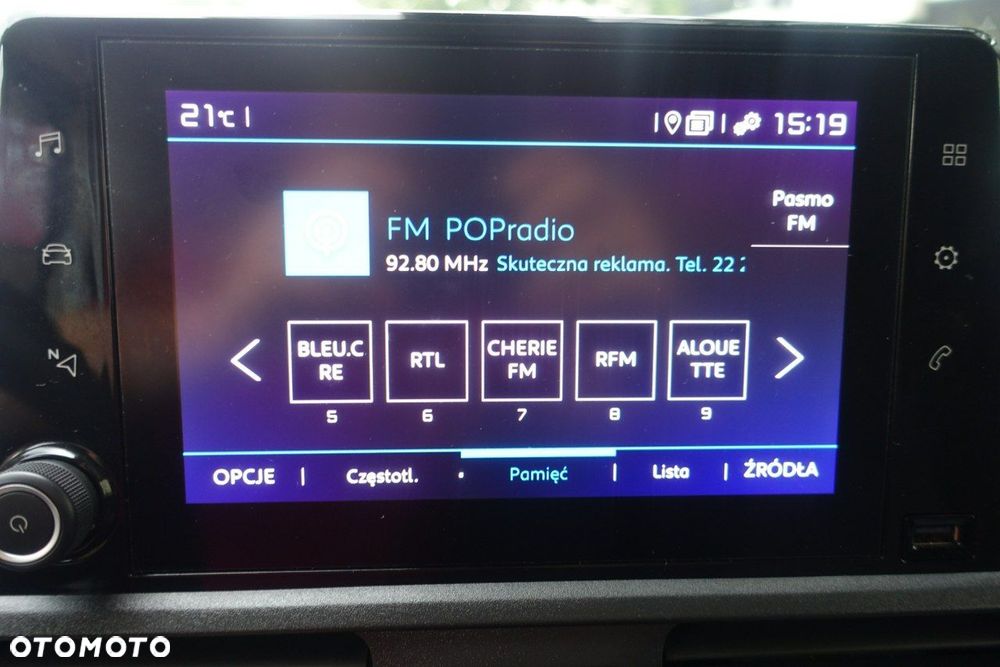 21°C
15:19
Pasmo
FM
FM POPradio
92.80 MHz Skuteczna reklama. Tel. 22
BLEU.C
RE
RTL
CHERIE
FM
RFM
ALOUE
TTE
5
6
7
8
9
OPCJE
Częstotl.
Pamięć
Lista
ŹRÓDŁA
N
OTOMOTO